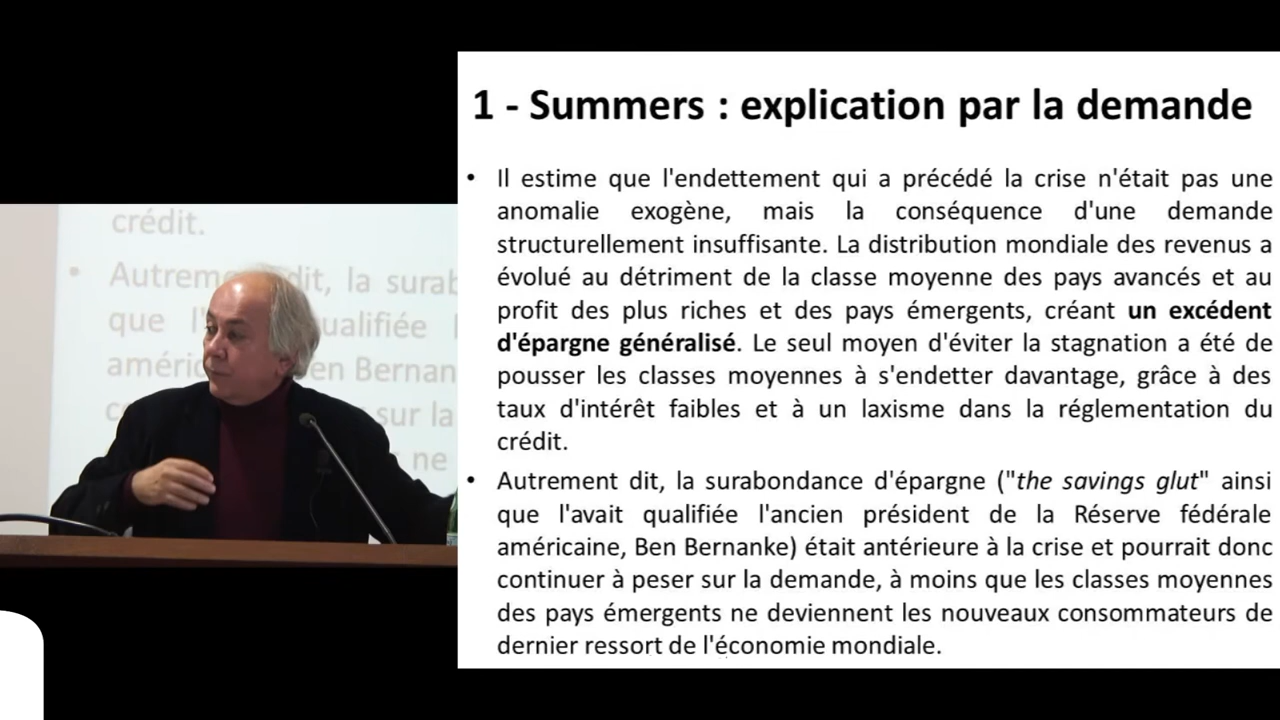 1 - Summers : explication par la demande
• Il estime que l'endettement qui a précédé la crise n'était pas une
anomalie exogène, mais la conséquence d'une demande
structurellement insuffisante. La distribution mondiale des revenus a
évolué au détriment de la classe moyenne des pays avancés et au
profit des plus riches et des pays émergents, créant un excédent
d'épargne généralisé. Le seul moyen d'éviter la stagnation a été de
pousser les classes moyennes à s'endetter davantage, grâce à des
taux d'intérêt faibles et à un laxisme dans la réglementation du
crédit.
• Autrement dit, la surabondance d'épargne ("the savings glut" ainsi
que l'avait qualifiée l'ancien président de la Réserve fédérale
américaine, Ben Bernanke) était antérieure à la crise et pourrait donc
continuer à peser sur la demande, à moins que les classes moyennes
des pays émergents ne deviennent les nouveaux consommateurs de
dernier ressort de l'économie mondiale.
crédit.
• dit, la
que
Bernan
sur la
ne